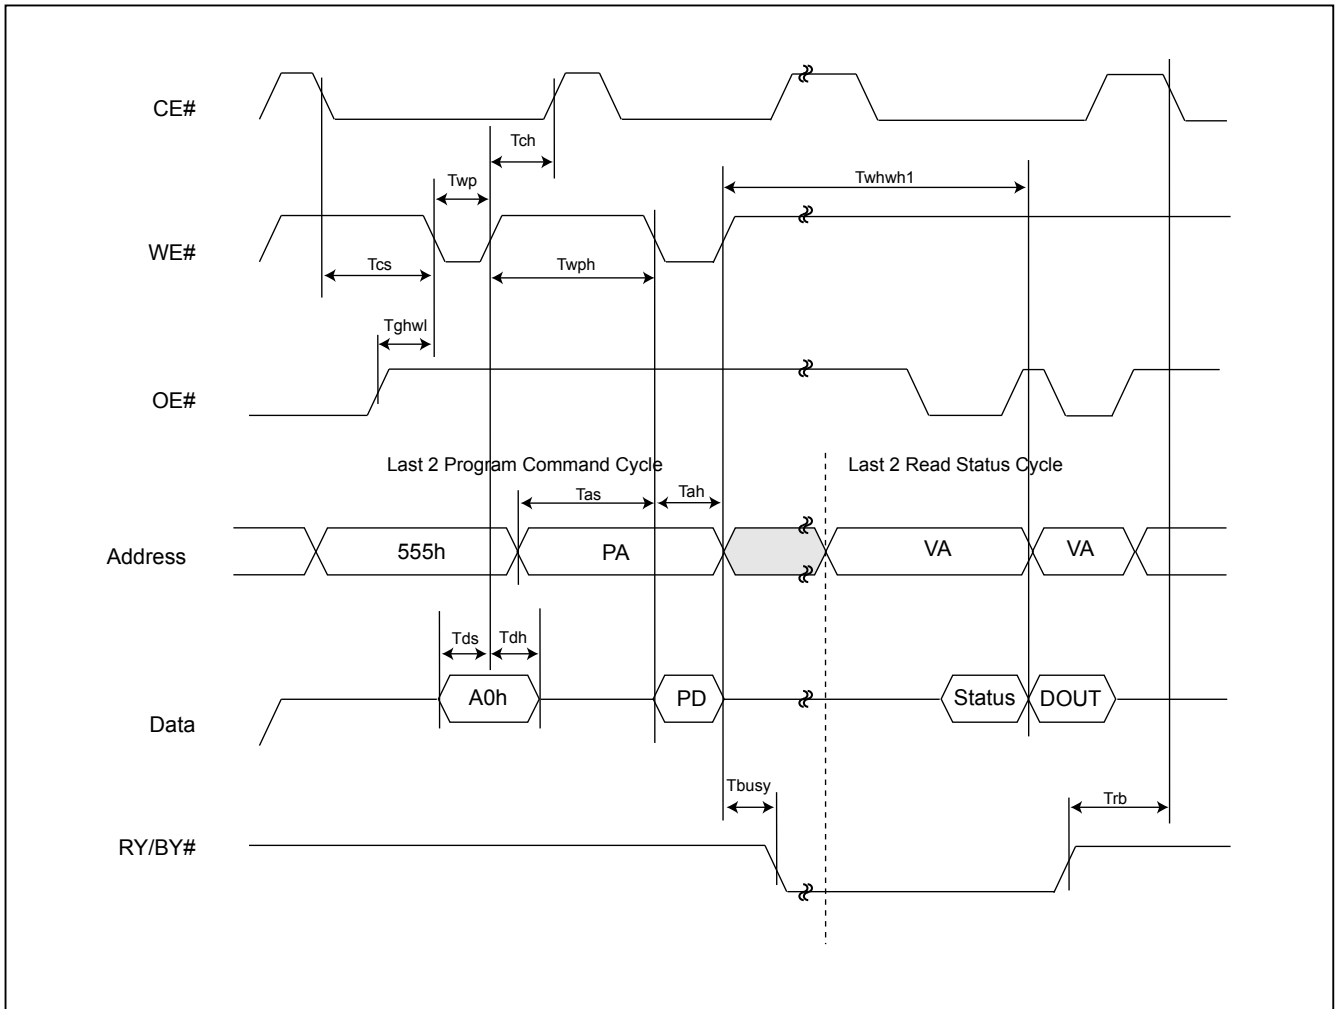 CE#
Tch
Twp
Twhwh1
WE#
Tcs
Twph
Tghwl
OE#
Last 2 Program Command Cycle
Last 2 Read Status Cycle
Tas
Tah
Address
555h
PA
VA
VA
Tds
Tdh
A0h
PD
Status
DOUT
Data
Tbusy
Trb
RY/BY#